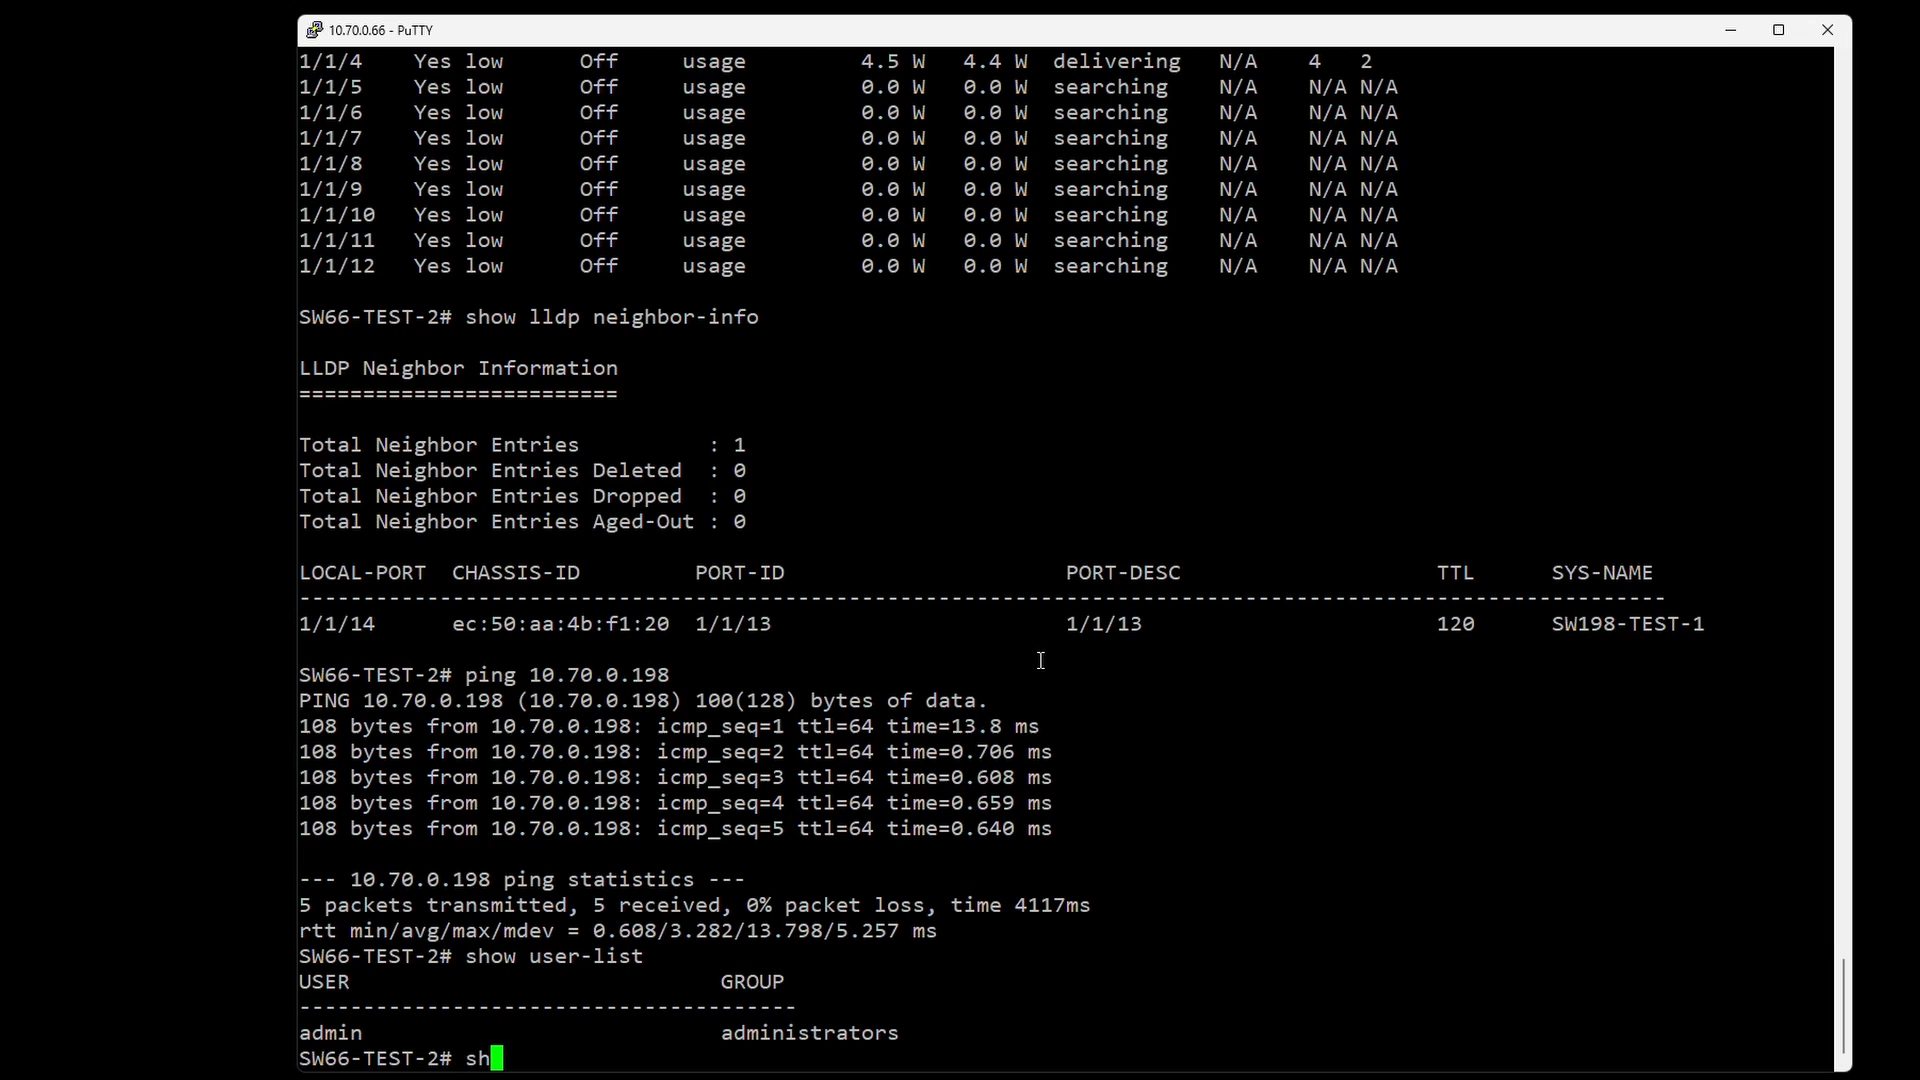 10.70.0.66 - PuTTY
1/1/4    Yes low      Off     usage         4.5 W   4.4 W  delivering   N/A    4   2
1/1/5    Yes low      Off     usage         0.0 W   0.0 W  searching    N/A    N/A N/A
1/1/6    Yes low      Off     usage         0.0 W   0.0 W  searching    N/A    N/A N/A
1/1/7    Yes low      Off     usage         0.0 W   0.0 W  searching    N/A    N/A N/A
1/1/8    Yes low      Off     usage         0.0 W   0.0 W  searching    N/A    N/A N/A
1/1/9    Yes low      Off     usage         0.0 W   0.0 W  searching    N/A    N/A N/A
1/1/10   Yes low      Off     usage         0.0 W   0.0 W  searching    N/A    N/A N/A
1/1/11   Yes low      Off     usage         0.0 W   0.0 W  searching    N/A    N/A N/A
1/1/12   Yes low      Off     usage         0.0 W   0.0 W  searching    N/A    N/A N/A
SW66-TEST-2# show lldp neighbor-info
LLDP Neighbor Information
=========================
Total Neighbor Entries          : 1
Total Neighbor Entries Deleted  : 0
Total Neighbor Entries Dropped  : 0
Total Neighbor Entries Aged-Out : 0
LOCAL-PORT  CHASSIS-ID         PORT-ID                      PORT-DESC                    TTL      SYS-NAME
-----------------------------------------------------------------------------------------------------------
1/1/14      ec:50:aa:4b:f1:20  1/1/13                       1/1/13                       120      SW198-TEST-1
SW66-TEST-2# ping 10.70.0.198
PING 10.70.0.198 (10.70.0.198) 100(128) bytes of data.
108 bytes from 10.70.0.198: icmp_seq=1 ttl=64 time=13.8 ms
108 bytes from 10.70.0.198: icmp_seq=2 ttl=64 time=0.706 ms
108 bytes from 10.70.0.198: icmp_seq=3 ttl=64 time=0.608 ms
108 bytes from 10.70.0.198: icmp_seq=4 ttl=64 time=0.659 ms
108 bytes from 10.70.0.198: icmp_seq=5 ttl=64 time=0.640 ms
--- 10.70.0.198 ping statistics ---
5 packets transmitted, 5 received, 0% packet loss, time 4117ms
rtt min/avg/max/mdev = 0.608/3.282/13.798/5.257 ms
SW66-TEST-2# show user-list
USER                             GROUP
---------------------------------------
admin                            administrators
SW66-TEST-2# sh